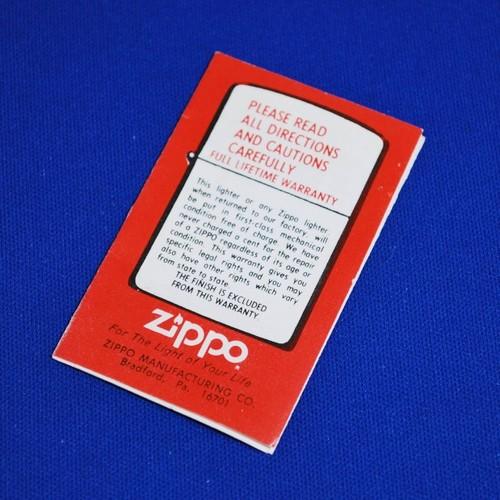 PLEASE READ
ALL DIRECTIONS
AND CAUTIONS
CAREFULLY
FULL LIFETIME WARRANTY
This lighter or any Zippo lighter
when returned to our factory, will
be put in first-class mechanical
condition free of charge. We have
never charged a cent for the repair
of a ZIPPO regardless of its age or
condition. This warranty gives you
specific legal rights and you may
also have other rights which vary
from state to state.
THE FINISH IS EXCLUDED
FROM THIS WARRANTY
Zippo
For The Light of Your Life
ZIPPO MANUFACTURING CO.
Bradford, Pa. 16701